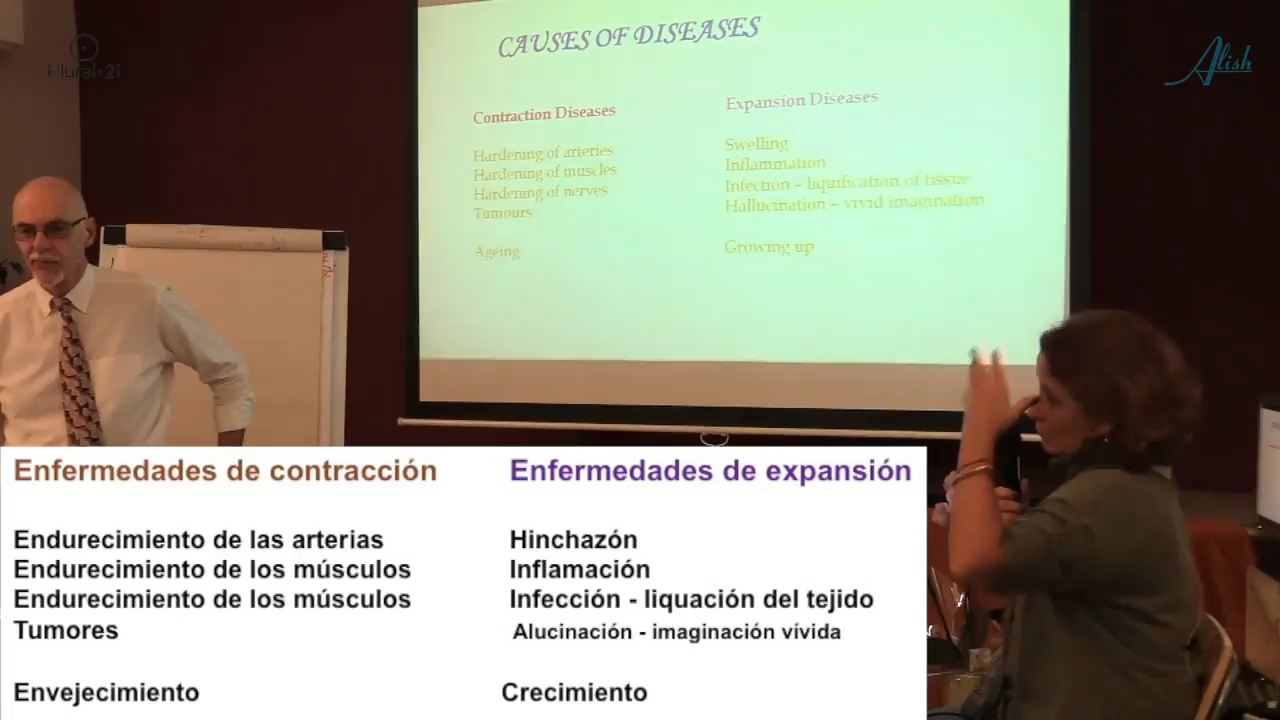 Plural-21
Alish
CAUSES OF DISEASES
Contraction Diseases
Hardening of arteries
Hardening of muscles
Hardening of nerves
Tumours
Ageing
Expansion Diseases
Swelling
Inflammation
Infection – liquification of tissue
Hallucination – vivid imagination
Growing up
Enfermedades de contracción
Endurecimiento de las arterias
Endurecimiento de los músculos
Endurecimiento de los músculos
Tumores
Envejecimiento
Enfermedades de expansión
Hinchazón
Inflamación
Infección - liquación del tejido
Alucinación - imaginación vívida
Crecimiento